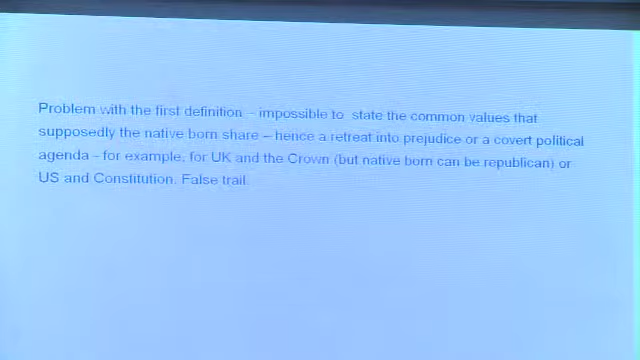 Problem with the first definition – impossible to state the common values that
supposedly the native born share – hence a retreat into prejudice or a covert political
agenda – for example, for UK and the Crown (but native born can be republican) or
US and Constitution. False trail.